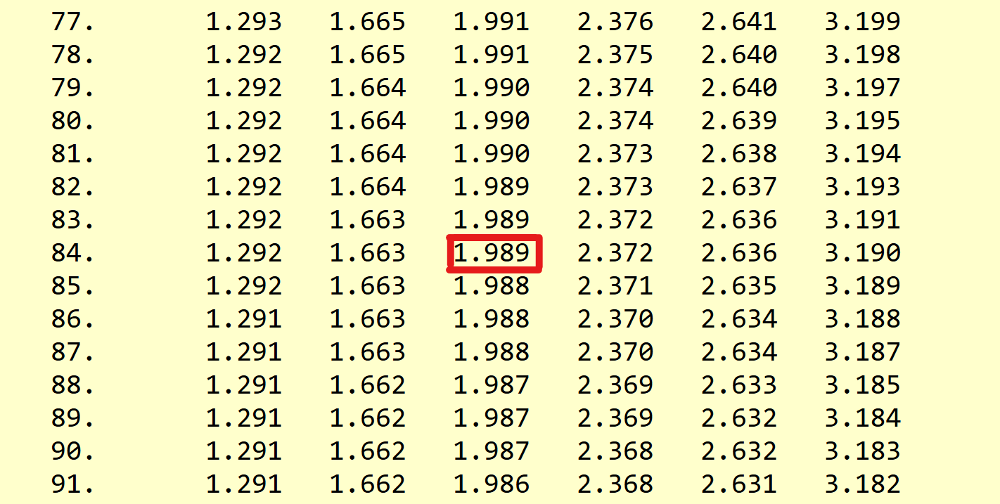 77. 1.293 1.665 1.991 2.376 2.641 3.199
78. 1.292 1.665 1.991 2.375 2.640 3.198
79. 1.292 1.664 1.990 2.374 2.640 3.197
80. 1.292 1.664 1.990 2.374 2.639 3.195
81. 1.292 1.664 1.990 2.373 2.638 3.194
82. 1.292 1.664 1.989 2.373 2.637 3.193
83. 1.292 1.663 1.989 2.372 2.636 3.191
84. 1.292 1.663 1.989 2.372 2.636 3.190
85. 1.292 1.663 1.988 2.371 2.635 3.189
86. 1.291 1.663 1.988 2.370 2.634 3.188
87. 1.291 1.663 1.988 2.370 2.634 3.187
88. 1.291 1.662 1.987 2.369 2.633 3.185
89. 1.291 1.662 1.987 2.369 2.632 3.184
90. 1.291 1.662 1.987 2.368 2.632 3.183
91. 1.291 1.662 1.986 2.368 2.631 3.182